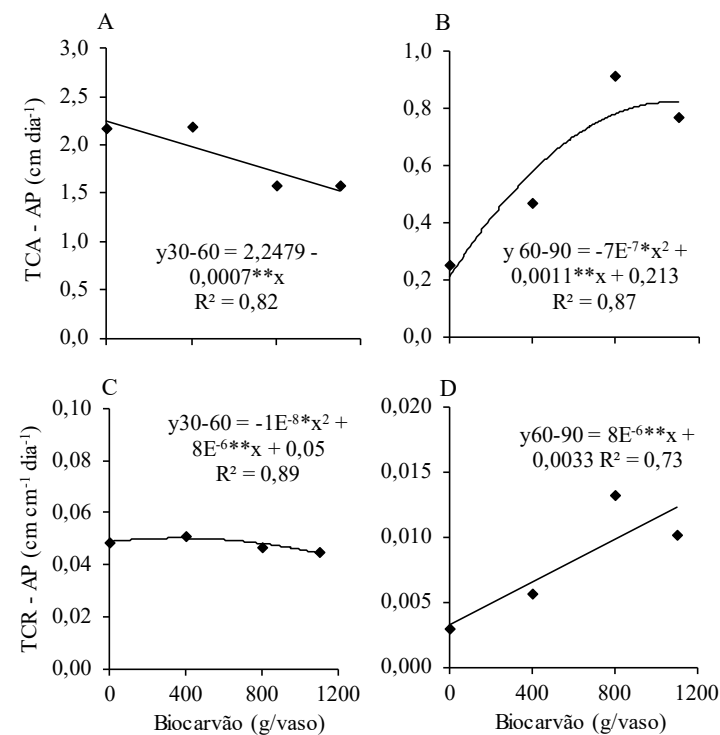 A
3,0
2,5
2,0
1,5
1,0
0,5
0,0
TCA - AP (cm dia⁻¹)
y30-60 = 2,2479 -
0,0007**x
R² = 0,82
B
1,0
0,8
0,6
0,4
0,2
0,0
y 60-90 = -7E⁻⁷*x² +
0,0011**x + 0,213
R² = 0,87
C
0,10
0,08
0,06
0,04
0,02
0,00
TCR - AP (cm cm⁻¹ dia⁻¹)
y30-60 = -1E⁻⁸*x² +
8E⁻⁶**x + 0,05
R² = 0,89
0 400 800 1200
Biocarvão (g/vaso)
D
0,020
0,015
0,010
0,005
0,000
y60-90 = 8E⁻⁶**x +
0,0033 R² = 0,73
0 400 800 1200
Biocarvão (g/vaso)